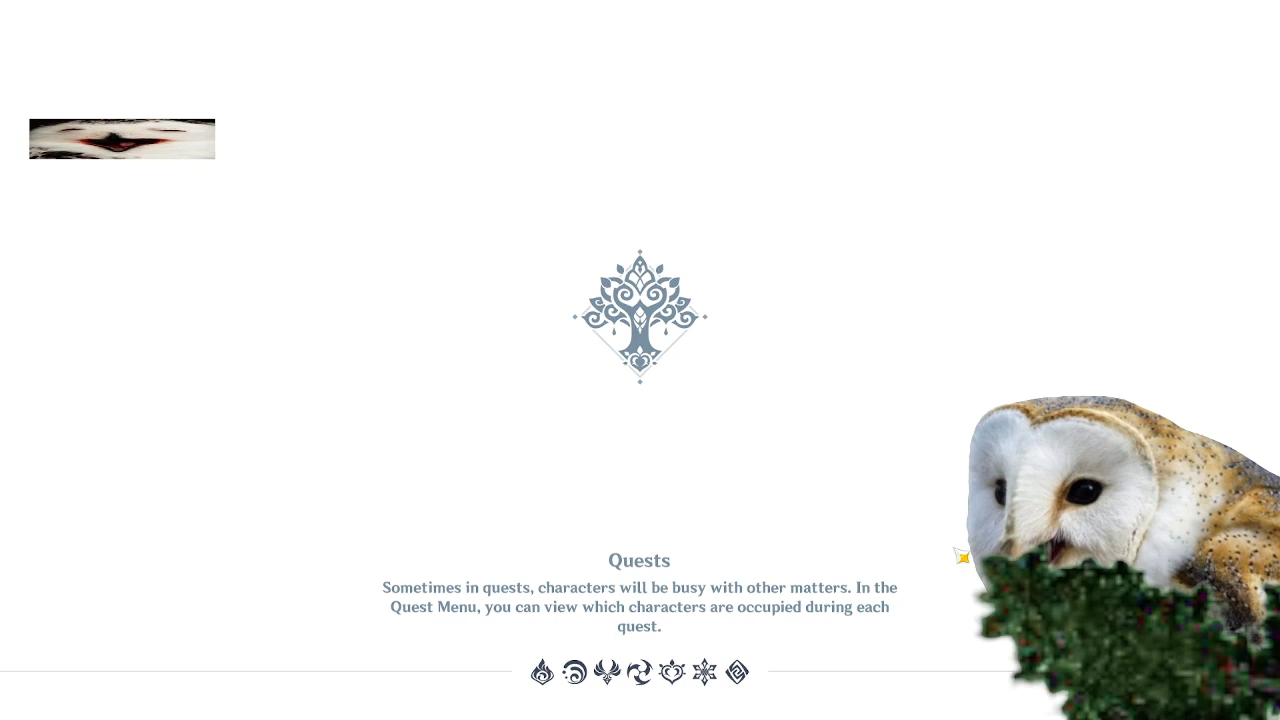 Quests
Sometimes in quests, characters will be busy with other matters. In the
Quest Menu, you can view which characters are occupied during each
quest.